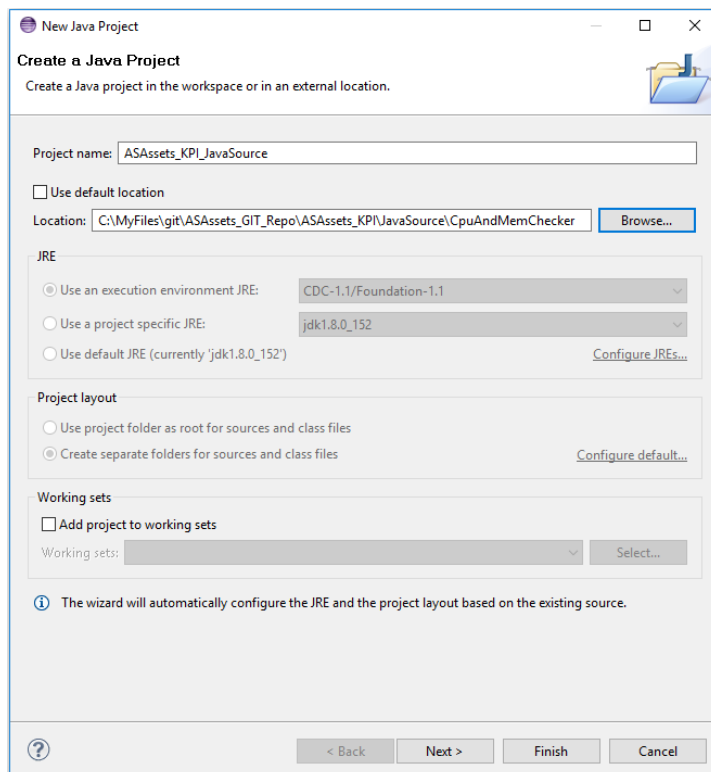 New Java Project
Create a Java Project
Create a Java project in the workspace or in an external location.
Project name: ASAssets_KPI_JavaSource
Use default location
Location: C:\MyFiles\git\ASAssets_GIT_Repo\ASAssets_KPI\JavaSource\CpuAndMemChecker Browse...
JRE
Use an execution environment JRE: CDC-1.1/Foundation-1.1
Use a project specific JRE: jdk1.8.0_152
Use default JRE (currently 'jdk1.8.0_152') Configure JREs...
Project layout
Use project folder as root for sources and class files
Create separate folders for sources and class files Configure default...
Working sets
Add project to working sets
Working sets: Select...
The wizard will automatically configure the JRE and the project layout based on the existing source.
< Back Next > Finish Cancel